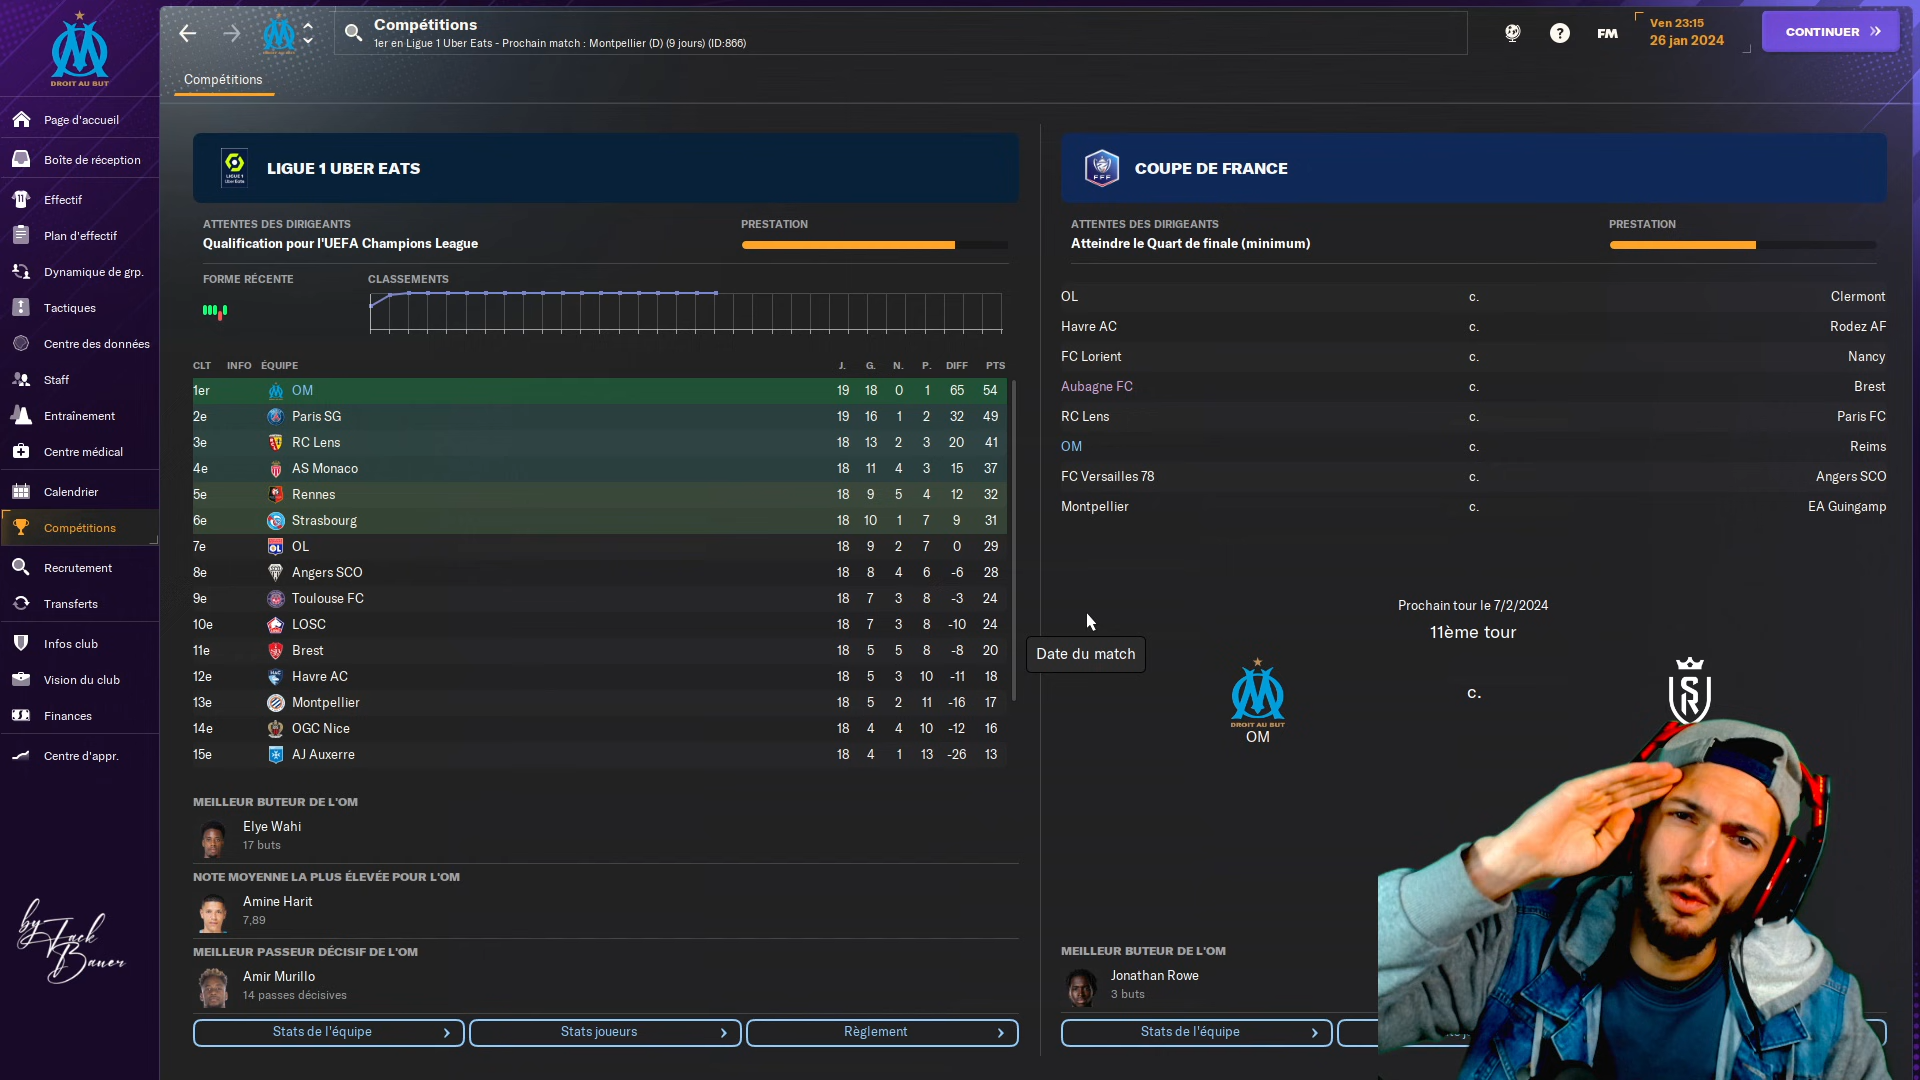 DROIT AU BUT
Compétitions
1er en Ligue 1 Uber Eats - Prochain match : Montpellier (D) (9 jours) (ID:866)
FM
Ven 23:15
26 jan 2024
CONTINUER
Compétitions
Page d'accueil
Boîte de réception
Effectif
Plan d'effectif
Dynamique de grp.
Tactiques
Centre des données
Staff
Entraînement
Centre médical
Calendrier
Compétitions
Recrutement
Transferts
Infos club
Vision du club
Finances
Centre d'appr.
by Jack Bauer
LIGUE 1 UBER EATS
ATTENTES DES DIRIGEANTS
PRESTATION
Qualification pour l'UEFA Champions League
FORME RÉCENTE
CLASSEMENTS
CLT INFO ÉQUIPE J. G. N. P. DIFF PTS
1er OM 19 18 0 1 65 54
2e Paris SG 19 16 1 2 32 49
3e RC Lens 18 13 2 3 20 41
4e AS Monaco 18 11 4 3 15 37
5e Rennes 18 9 5 4 12 32
6e Strasbourg 18 10 1 7 9 31
7e OL 18 9 2 7 0 29
8e Angers SCO 18 8 4 6 -6 28
9e Toulouse FC 18 7 3 8 -3 24
10e LOSC 18 7 3 8 -10 24
11e Brest 18 5 5 8 -8 20
12e Havre AC 18 5 3 10 -11 18
13e Montpellier 18 5 2 11 -16 17
14e OGC Nice 18 4 4 10 -12 16
15e AJ Auxerre 18 4 1 13 -26 13
MEILLEUR BUTEUR DE L'OM
Elye Wahi
17 buts
NOTE MOYENNE LA PLUS ÉLEVÉE POUR L'OM
Amine Harit
7,89
MEILLEUR PASSEUR DÉCISIF DE L'OM
Amir Murillo
14 passes décisives
Stats de l'équipe
Stats joueurs
Règlement
COUPE DE FRANCE
ATTENTES DES DIRIGEANTS
PRESTATION
Atteindre le Quart de finale (minimum)
OL c. Clermont
Havre AC c. Rodez AF
FC Lorient c. Nancy
Aubagne FC c. Brest
RC Lens c. Paris FC
OM c. Reims
FC Versailles 78 c. Angers SCO
Montpellier c. EA Guingamp
Date du match
Prochain tour le 7/2/2024
11ème tour
DROIT AU BUT
c.
OM
MEILLEUR BUTEUR DE L'OM
Jonathan Rowe
3 buts
Stats de l'équipe